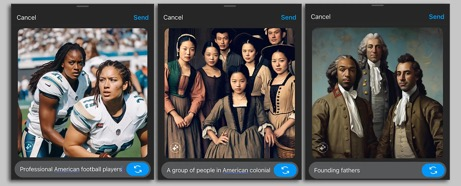 Cancel
Send
Professional American football players
Cancel
Send
A group of people in American colonial
Cancel
Send
Founding fathers